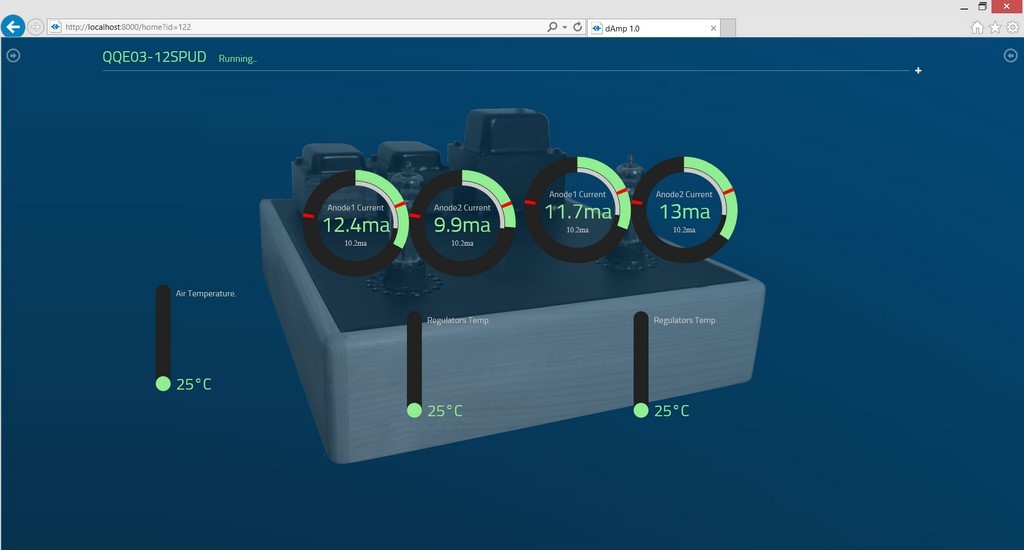 http://localhost:8000/home?id=122
dAmp 1.0
QQE03-12SPUD Running..
Anode1 Current
12.4ma
10.2ma
Anode2 Current
9.9ma
10.2ma
Anode1 Current
11.7ma
10.2ma
Anode2 Current
13ma
10.2ma
Air Temperature.
25°C
Regulators Temp.
25°C
Regulators Temp.
25°C